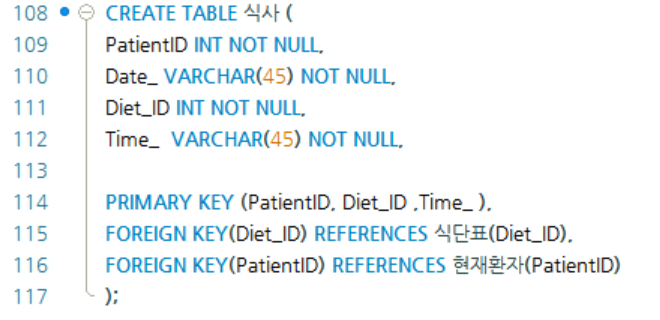 108 CREATE TABLE 식사 (
109 PatientID INT NOT NULL,
110 Date_ VARCHAR(45) NOT NULL,
111 Diet_ID INT NOT NULL,
112 Time_  VARCHAR(45) NOT NULL,
113
114 PRIMARY KEY (PatientID, Diet_ID ,Time_ ),
115 FOREIGN KEY(Diet_ID) REFERENCES 식단표(Diet_ID),
116 FOREIGN KEY(PatientID) REFERENCES 현재환자(PatientID)
117 );